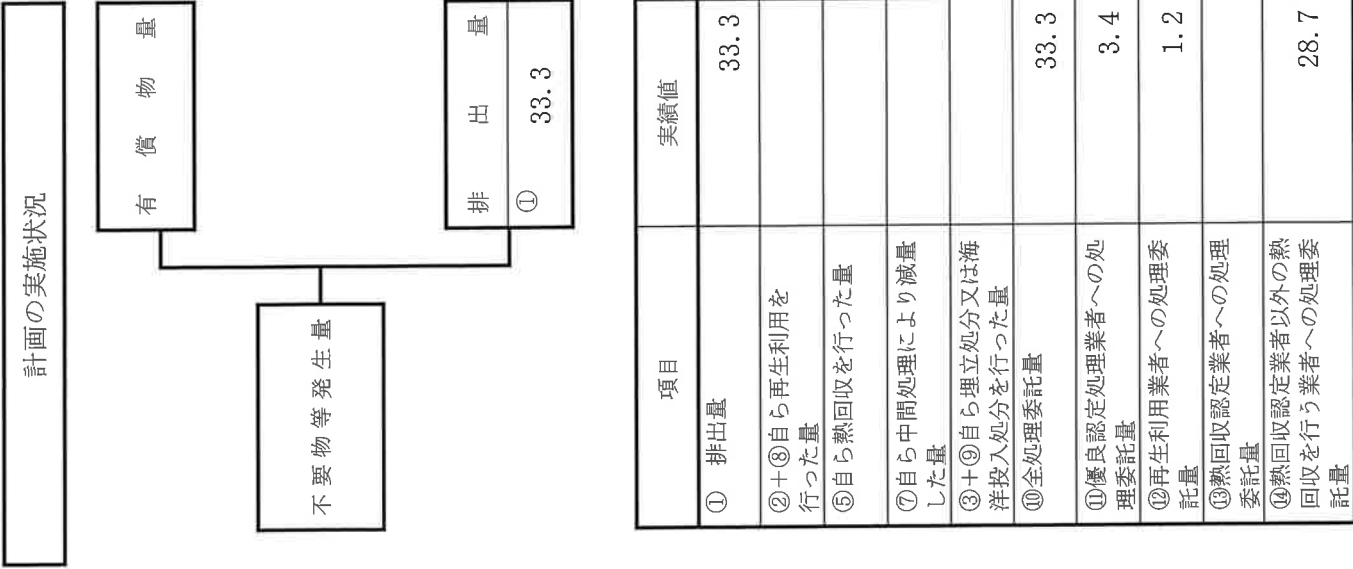 計画の実施状況
不要物等発生量
有償物量
排出量
① 33.3
項目 実績値
① 排出量 33.3
②+⑧自ら再生利用を
行った量
⑤自ら熱回収を行った量
⑦自ら中間処理により減量
した量
③+⑨自ら埋立処分又は海
洋投入処分を行った量
⑩全処理委託量 33.3
⑪優良認定処理業者への処
理委託量 3.4
⑫再生利用業者への処理委
託量 1.2
⑬熱回収認定業者への処理
委託量
⑭熱回収認定業者以外の熱
回収を行う業者への処理委
託量 28.7